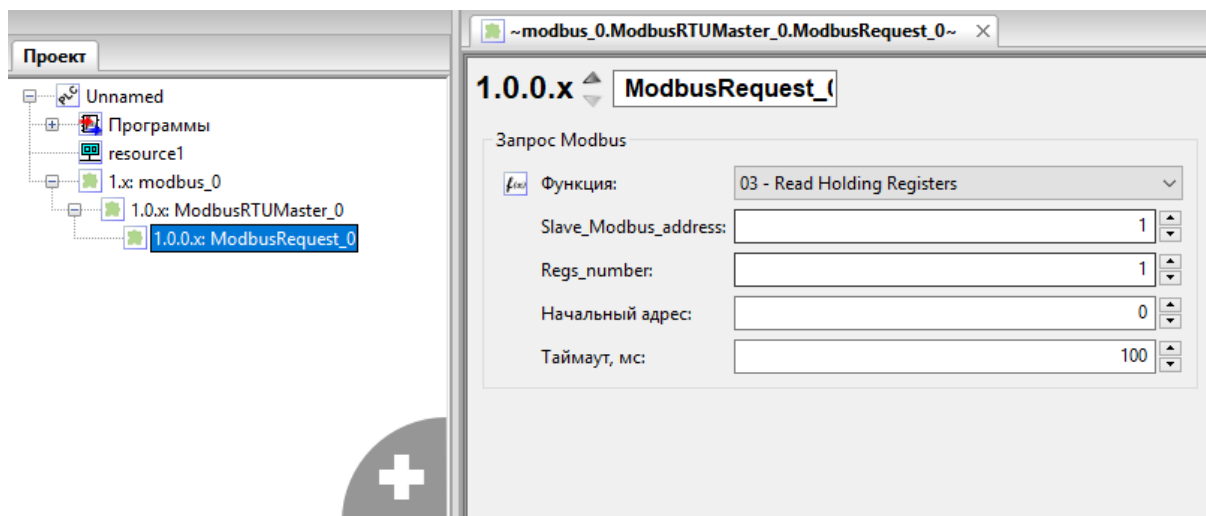 Проект
Unnamed
Программы
resource1
1.x: modbus_0
1.0.x: ModbusRTUMaster_0
1.0.0.x: ModbusRequest_0
~modbus_0.ModbusRTUMaster_0.ModbusRequest_0~
1.0.0.x ModbusRequest_(
Запрос Modbus
Функция: 03 - Read Holding Registers
Slave_Modbus_address: 1
Regs_number: 1
Начальный адрес: 0
Таймаут, мс: 100